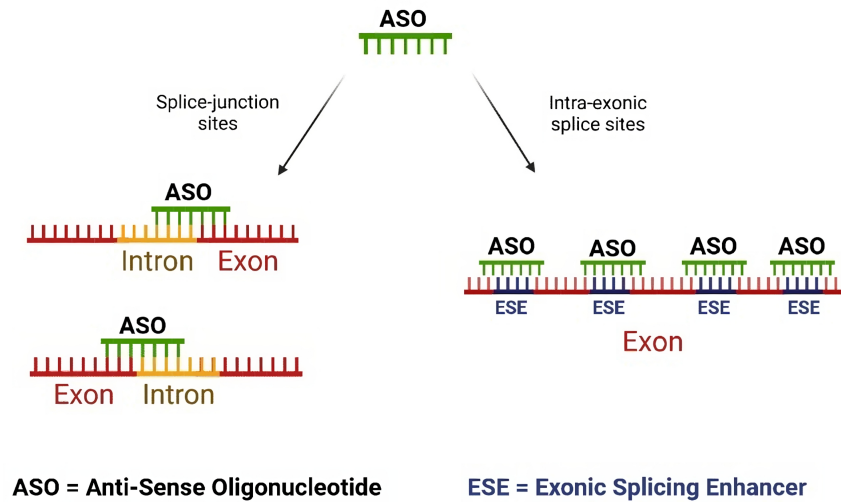 ASO
Splice-junction
sites
Intra-exonic
splice sites
ASO
Intron Exon
ASO
Exon Intron
ASO ASO ASO ASO
ESE ESE ESE ESE
Exon
ASO = Anti-Sense Oligonucleotide
ESE = Exonic Splicing Enhancer